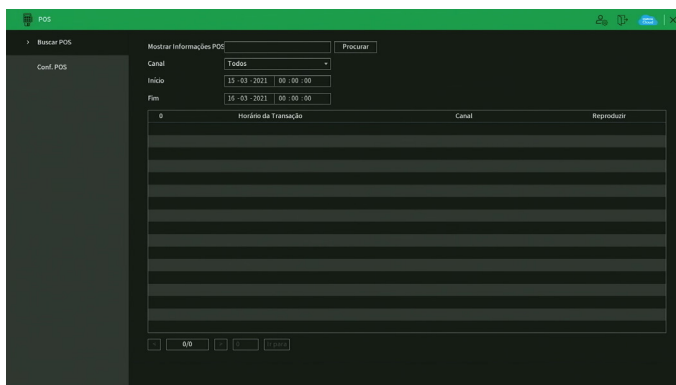 POS
> Buscar POS
Conf. POS
Mostrar Informações POS
Procurar
Canal
Todos
Início
15 -03 -2021 00 : 00 : 00
Fim
16 -03 -2021 00 : 00 : 00
0 Horário da Transação Canal Reproduzir
0/0
0
Ir para